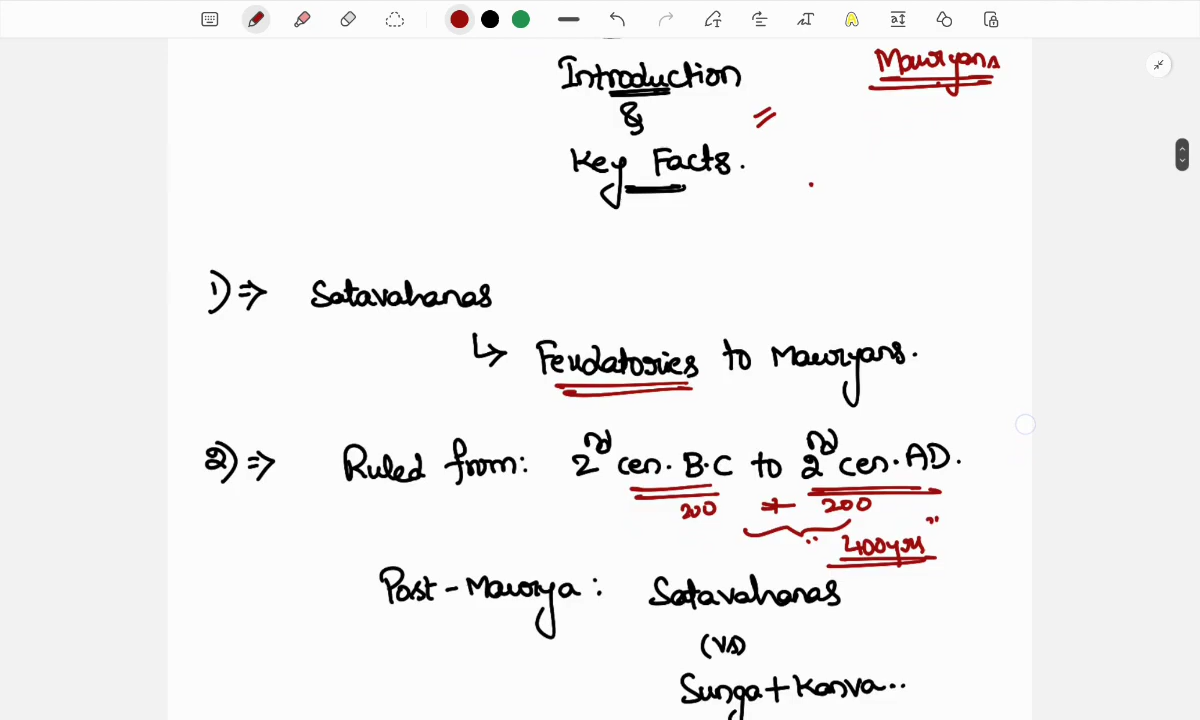 Introduction Mauryans
&
Key Facts.
1) ⇒ Satavahanas
↳ Feudatories to Mauryans.
2) ⇒ Ruled from: 2nd cen. B.C to 2nd cen. AD.
200 + 200
400yrs
Post-Maurya: Satavahanas
(vs)
Sunga + Kanva..